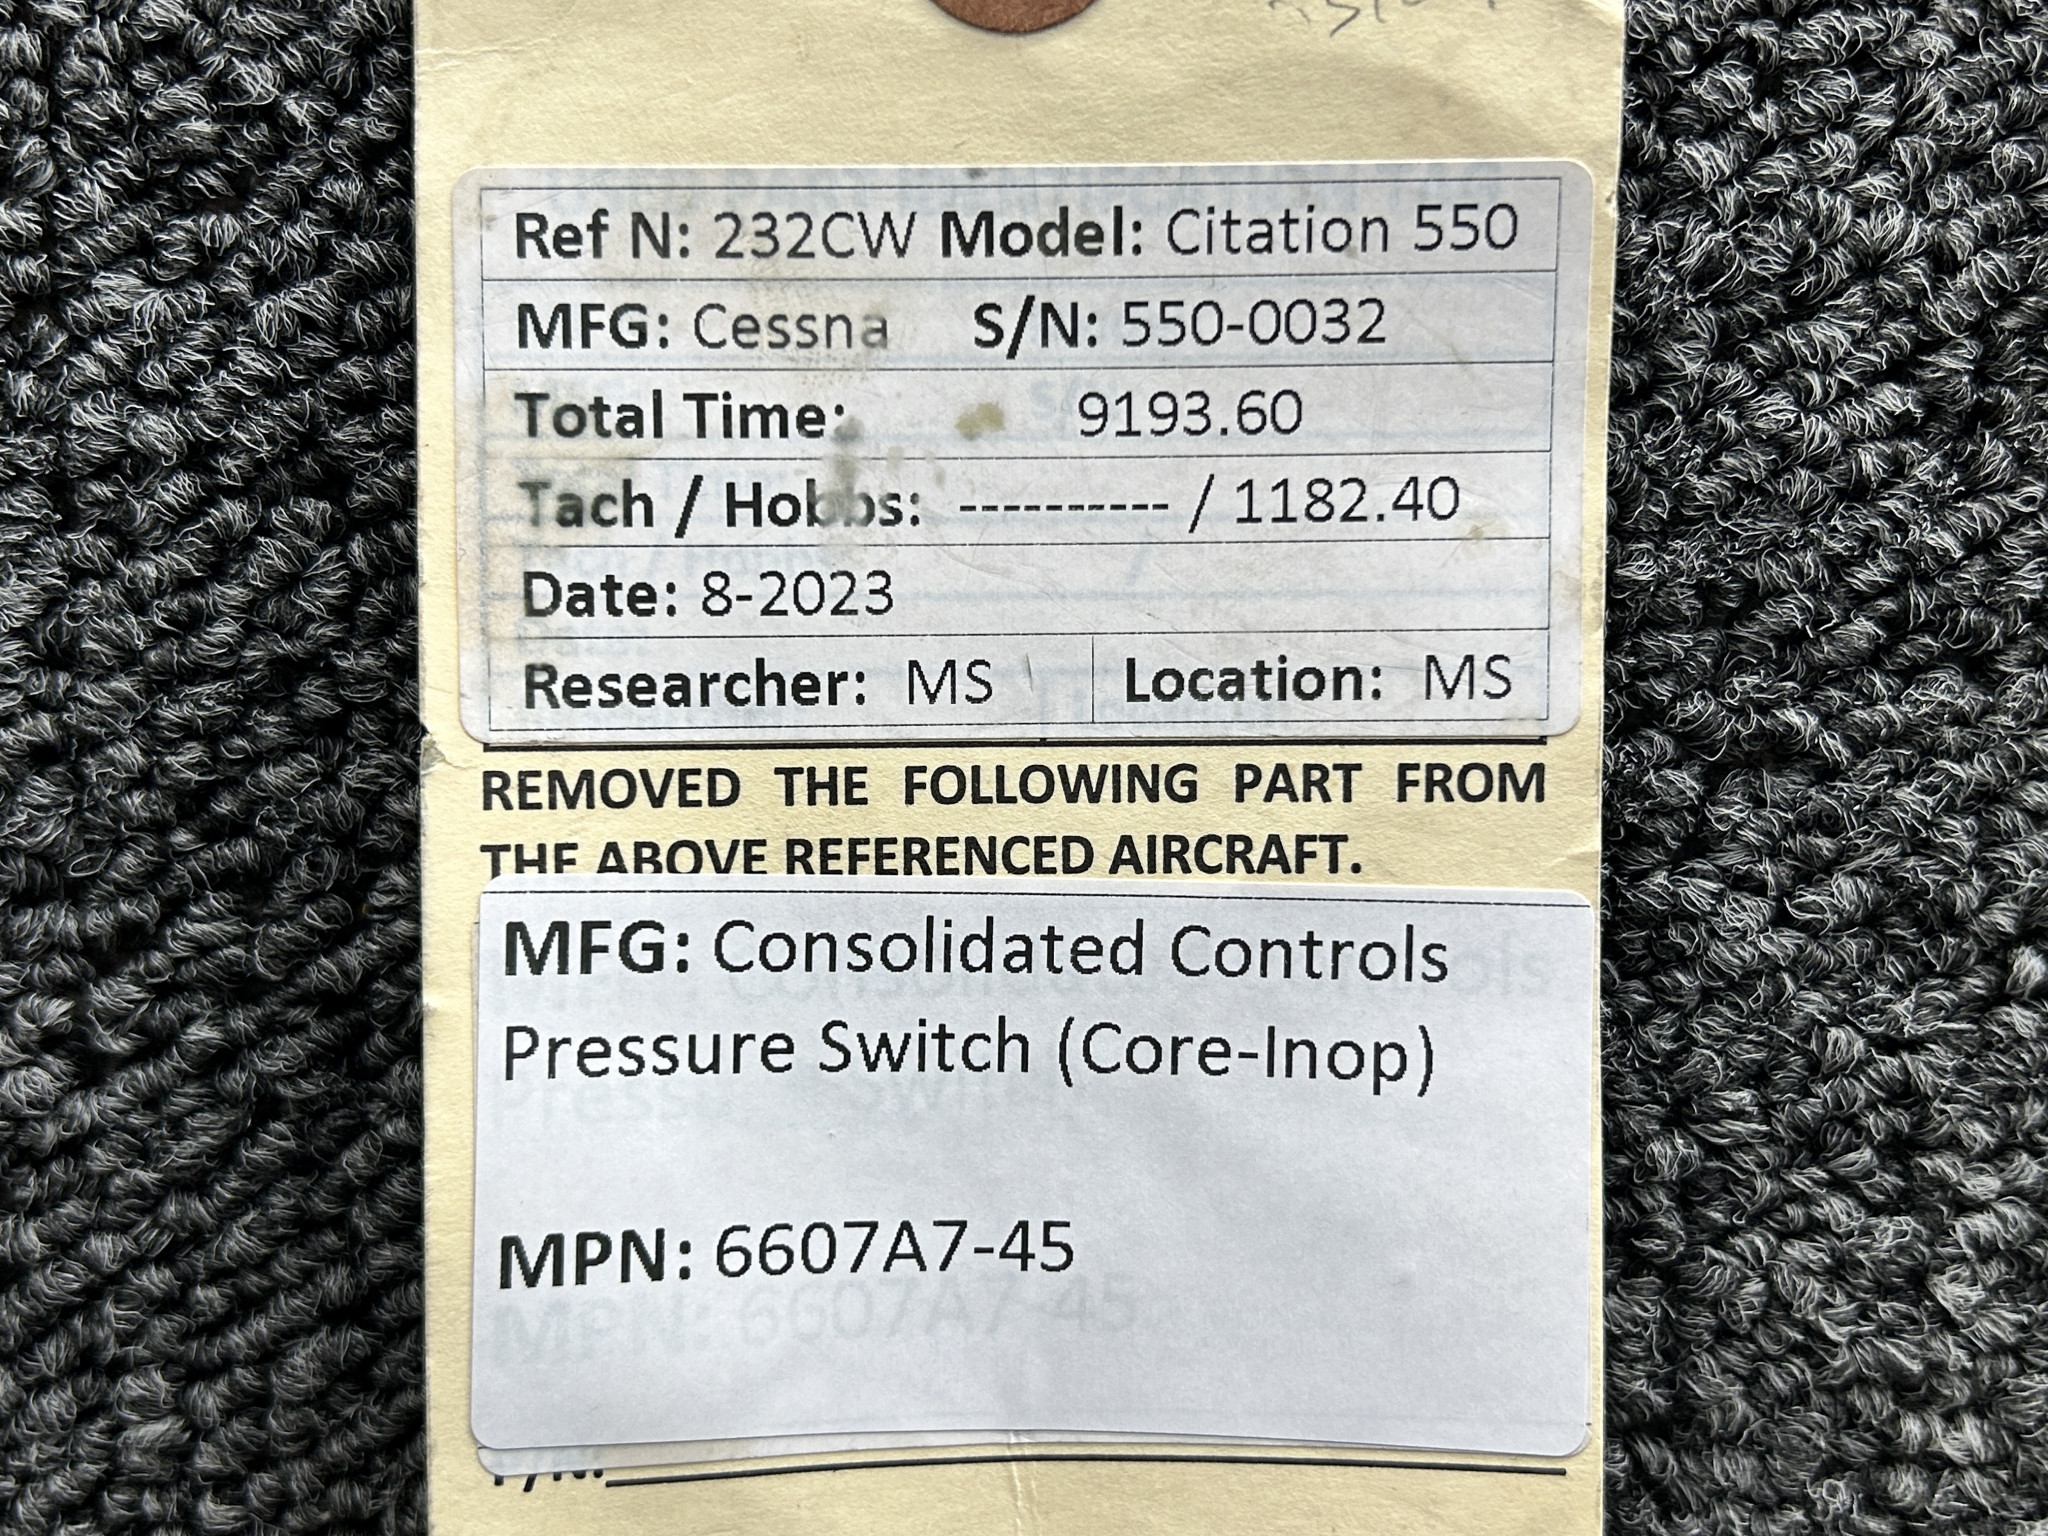 Ref N: 232CW Model: Citation 550
MFG: Cessna S/N: 550-0032
Total Time: 9193.60
Tach / Hobbs: ---------- / 1182.40
Date: 8-2023
Researcher: MS Location: MS
REMOVED THE FOLLOWING PART FROM
THE ABOVE REFERENCED AIRCRAFT.
MFG: Consolidated Controls
Pressure Switch (Core-Inop)
MPN: 6607A7-45